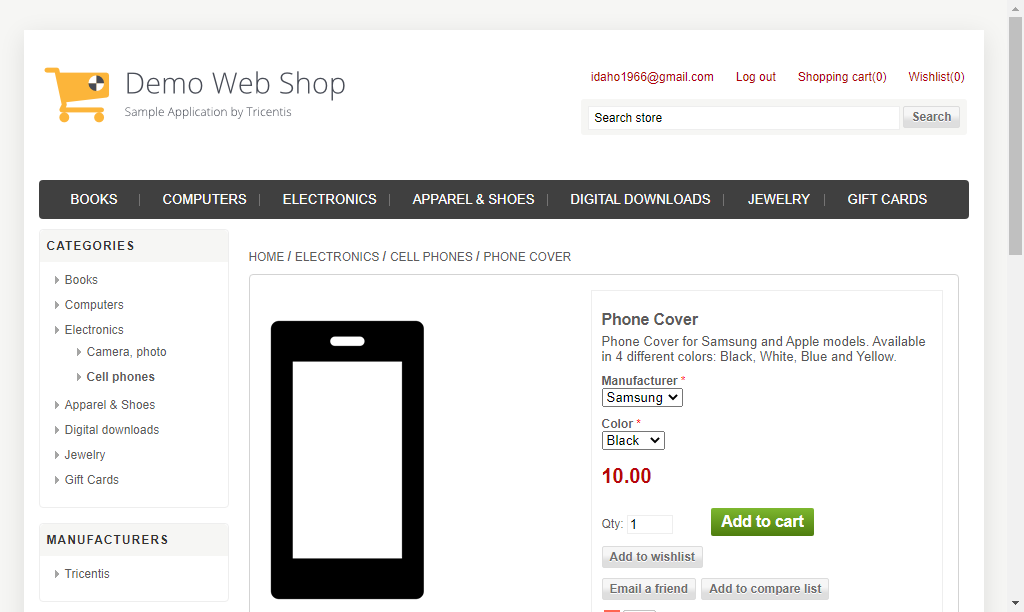 Demo Web Shop
Sample Application by Tricentis
idaho1966@gmail.com Log out Shopping cart(0) Wishlist(0)
Search store Search
BOOKS COMPUTERS ELECTRONICS APPAREL & SHOES DIGITAL DOWNLOADS JEWELRY GIFT CARDS
CATEGORIES
Books
Computers
Electronics
Camera, photo
Cell phones
Apparel & Shoes
Digital downloads
Jewelry
Gift Cards
MANUFACTURERS
Tricentis
HOME / ELECTRONICS / CELL PHONES / PHONE COVER
Phone Cover
Phone Cover for Samsung and Apple models. Available
in 4 different colors: Black, White, Blue and Yellow.
Manufacturer *
Samsung
Color *
Black
10.00
Qty: 1 Add to cart
Add to wishlist
Email a friend Add to compare list